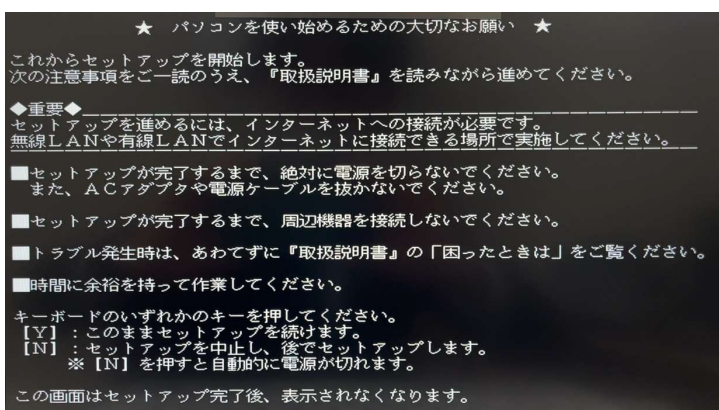 ★ パソコンを使い始めるための大切なお願い ★
これからセットアップを開始します。
次の注意事項をご一読のうえ、『取扱説明書』を読みながら進めてください。
◆重要◆
セットアップを進めるには、インターネットへの接続が必要です。
無線ＬＡＮや有線ＬＡＮでインターネットに接続できる場所で実施してください。
■セットアップが完了するまで、絶対に電源を切らないでください。
また、ＡＣアダプタや電源ケーブルを抜かないでください。
■セットアップが完了するまで、周辺機器を接続しないでください。
■トラブル発生時は、あわてずに『取扱説明書』の「困ったときは」をご覧ください。
■時間に余裕を持って作業してください。
キーボードのいずれかのキーを押してください。
【Ｙ】：このままセットアップを続けます。
【Ｎ】：セットアップを中止し、後でセットアップします。
※【Ｎ】を押すと自動的に電源が切れます。
この画面はセットアップ完了後、表示されなくなります。